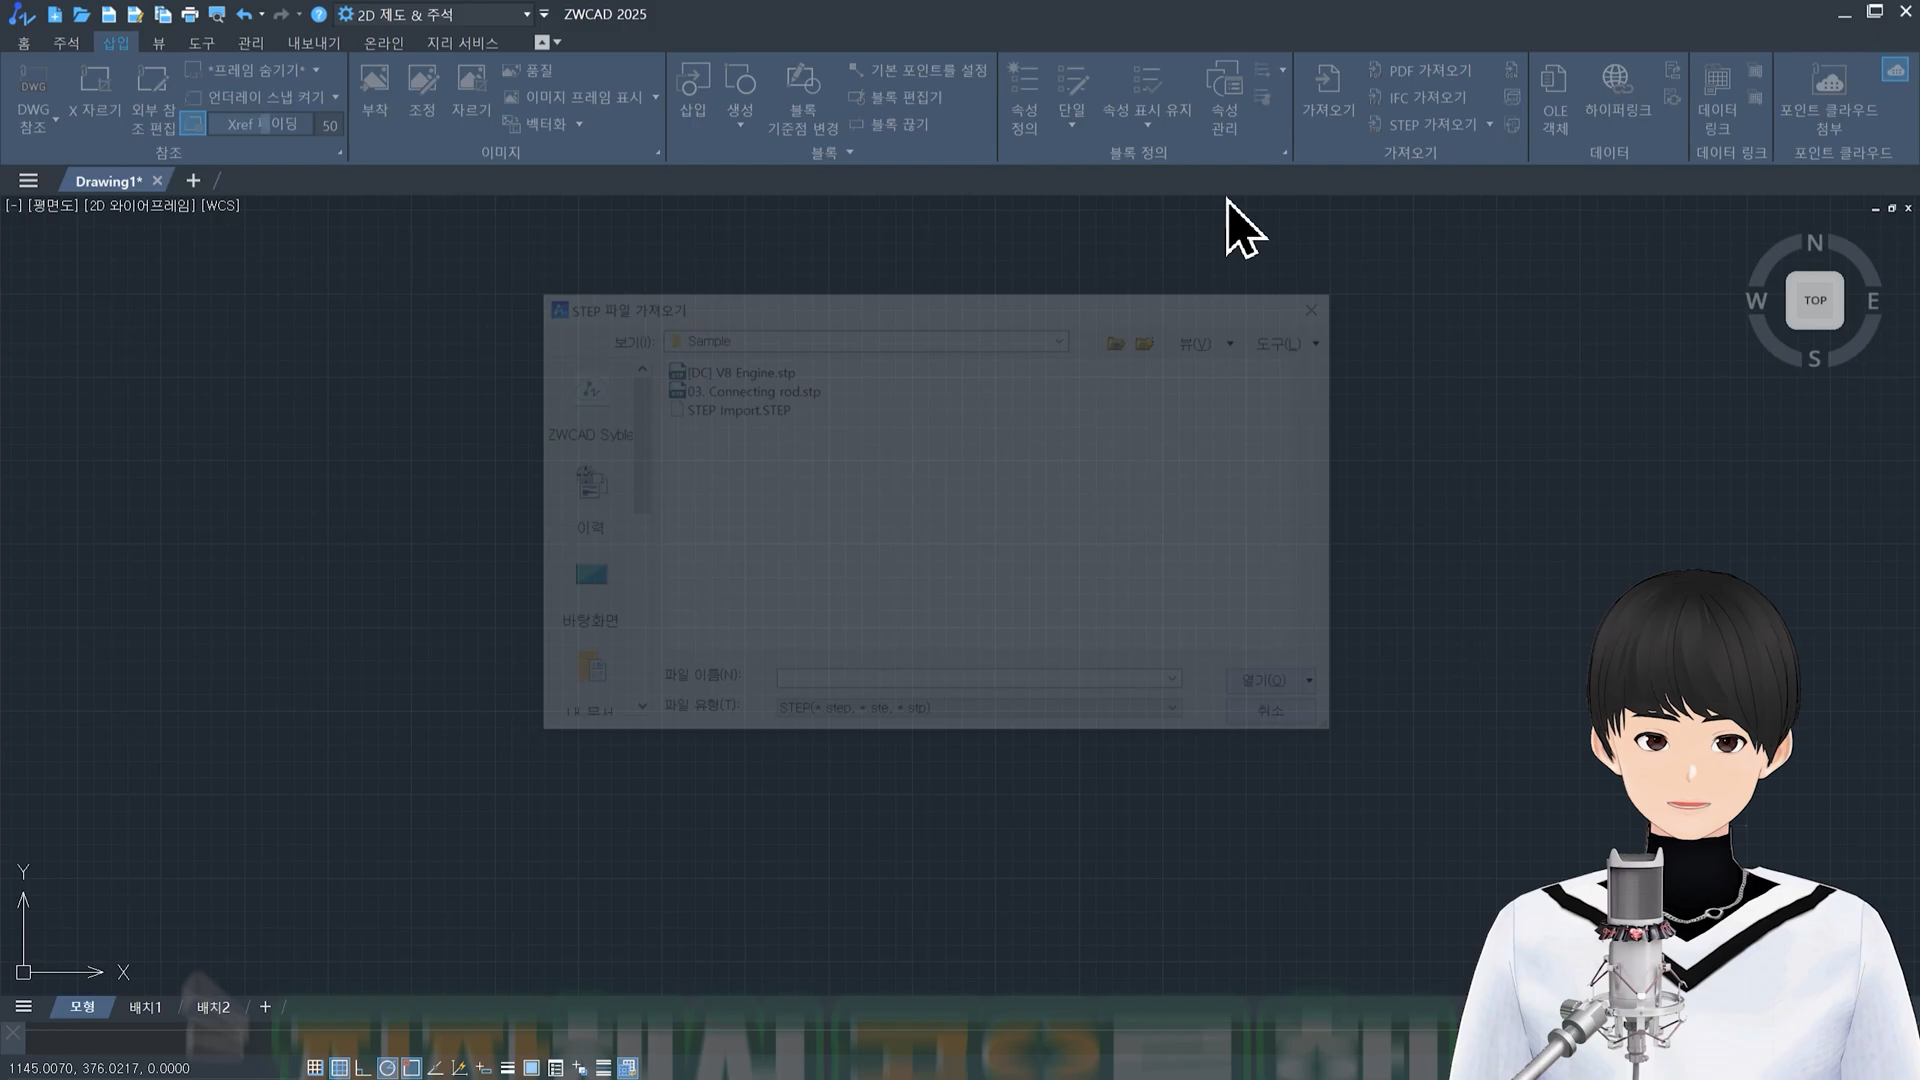 2D 제도 & 주석
ZWCAD 2025
홈 주석 삽입 뷰 도구 관리 내보내기 온라인 지리 서비스
DWG
DWG 참조
X 자르기
외부 참조 편집
*프레임 숨기기*
언더레이 스냅 켜기
Xref 페이딩 50
참조
부착
조정
자르기
품질
이미지 프레임 표시
벡터화
이미지
삽입
생성
블록 기준점 변경
기본 포인트를 설정
블록 편집기
블록 끊기
블록
속성 정의
단일
속성 표시 유지
속성 관리
블록 정의
가져오기
PDF 가져오기
IFC 가져오기
STEP 가져오기
가져오기
OLE 객체
하이퍼링크
데이터
데이터 링크
데이터 링크
포인트 클라우드 첨부
포인트 클라우드
Drawing1*
[-] [평면도] [2D 와이어프레임] [WCS]
N
W TOP E
S
STEP 파일 가져오기
보기(I): Sample 뷰(V) 도구(L)
[DC] V8 Engine.stp
03. Connecting rod.stp
STEP Import.STEP
ZWCAD Syble
이력
바탕화면
내 문서
파일 이름(N): 열기(O)
파일 유형(T): STEP(*.step, *.ste, *.stp) 취소
Y
X
모형 배치1 배치2
1145.0070, 376.0217, 0.0000